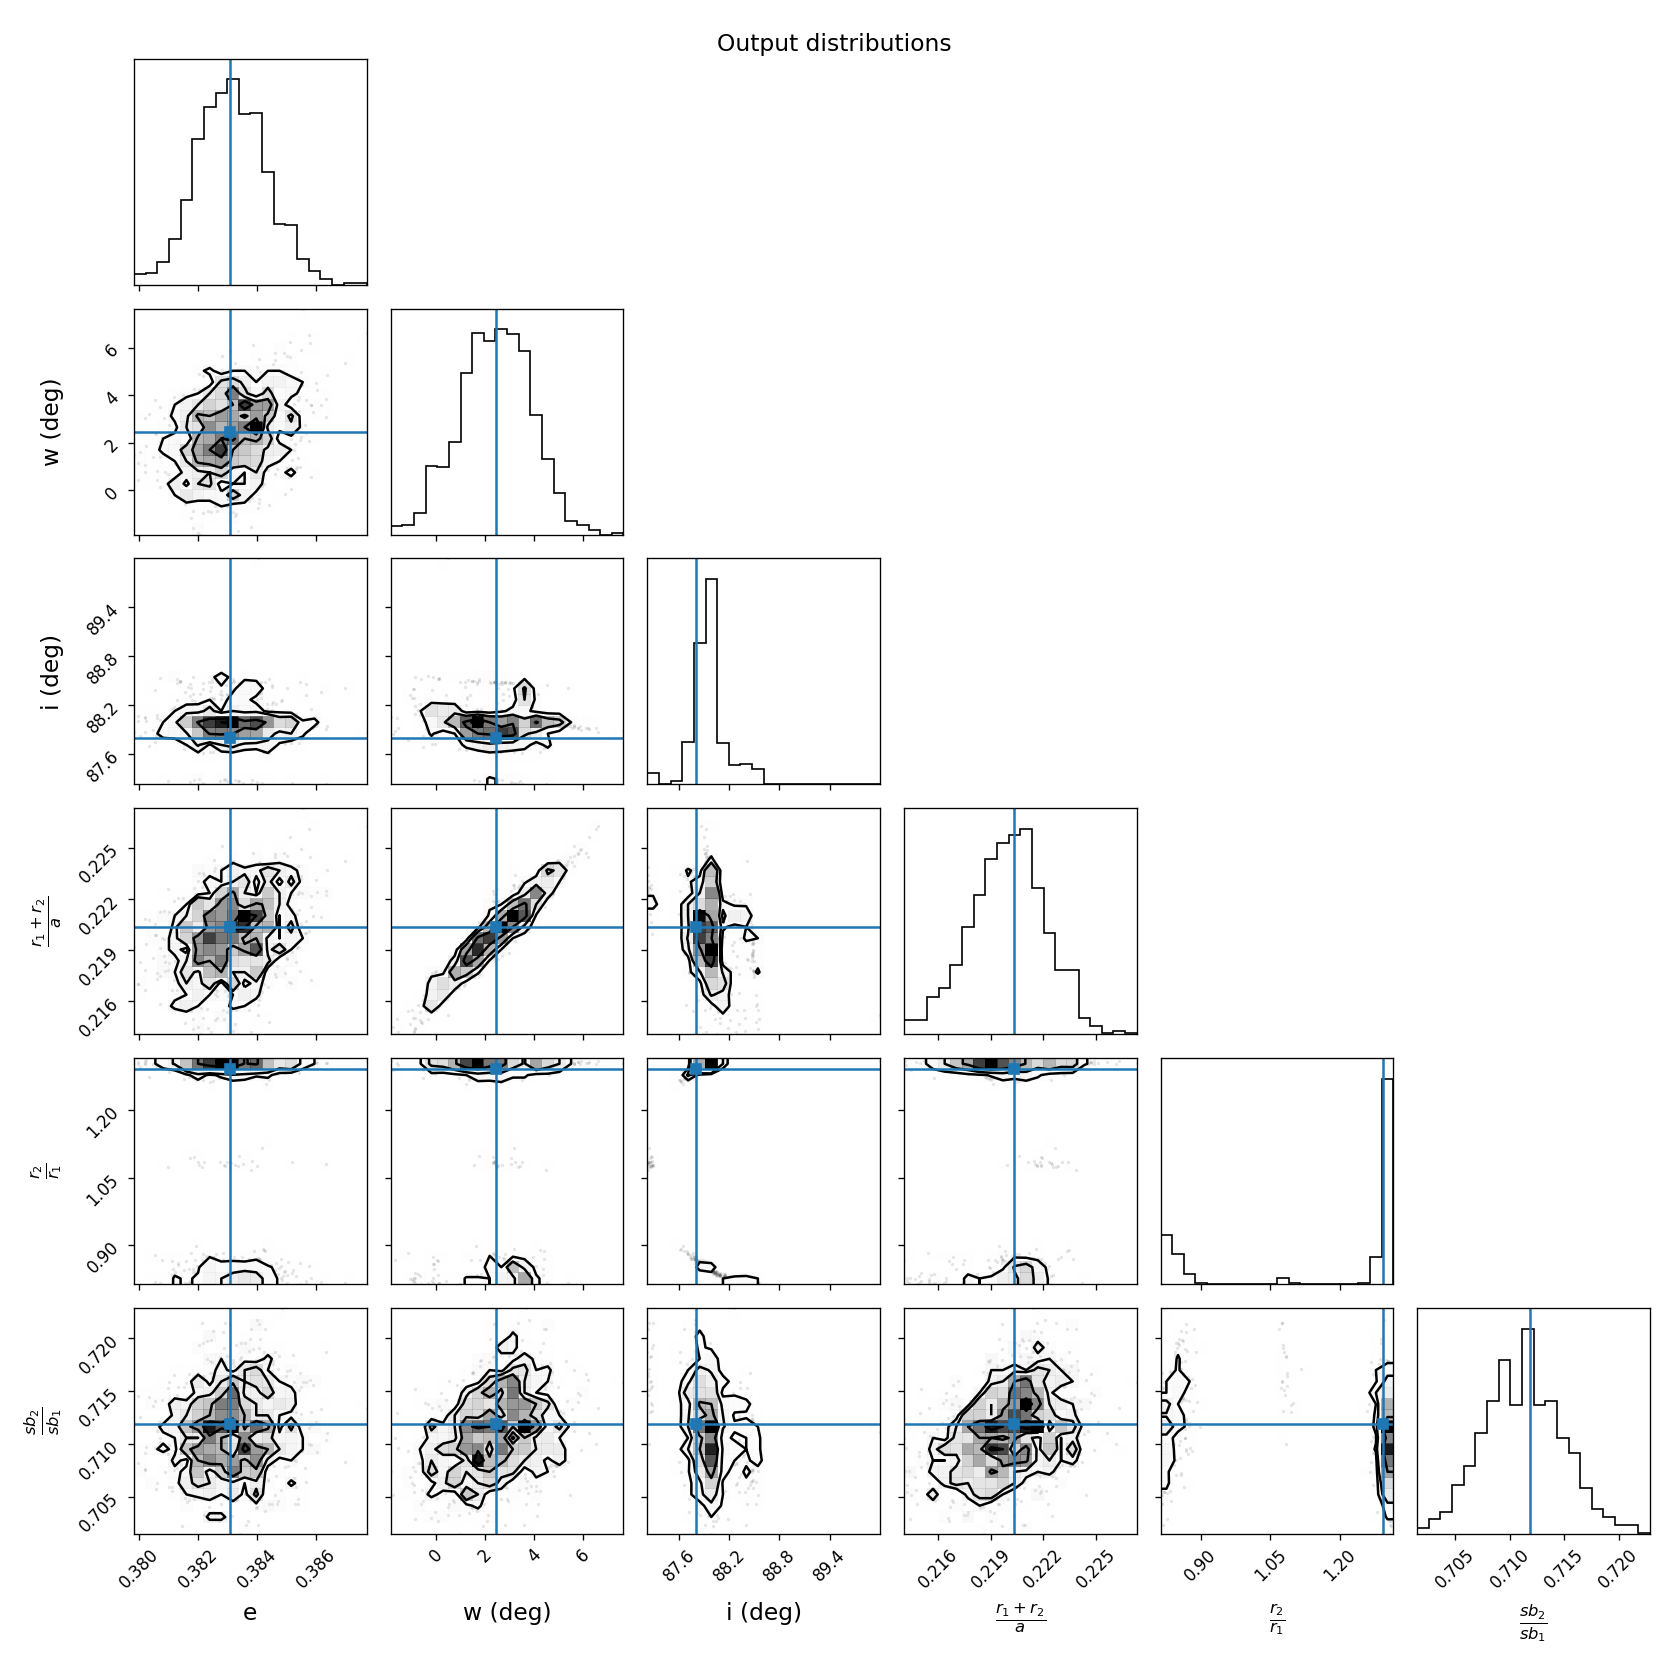 Output distributions
w (deg)
6
4
2
0
i (deg)
89.4
88.8
88.2
87.6
r₁ + r₂
a
0.225
0.222
0.219
0.216
r₂
r₁
1.20
1.05
0.90
sb₂
sb₁
0.720
0.715
0.710
0.705
0.380 0.382 0.384 0.386 0 2 4 6 87.6 88.2 88.8 89.4 0.216 0.219 0.222 0.225 0.90 1.05 1.20 0.705 0.710 0.715 0.720
e w (deg) i (deg) r₁ + r₂ r₂ sb₂
a r₁ sb₁